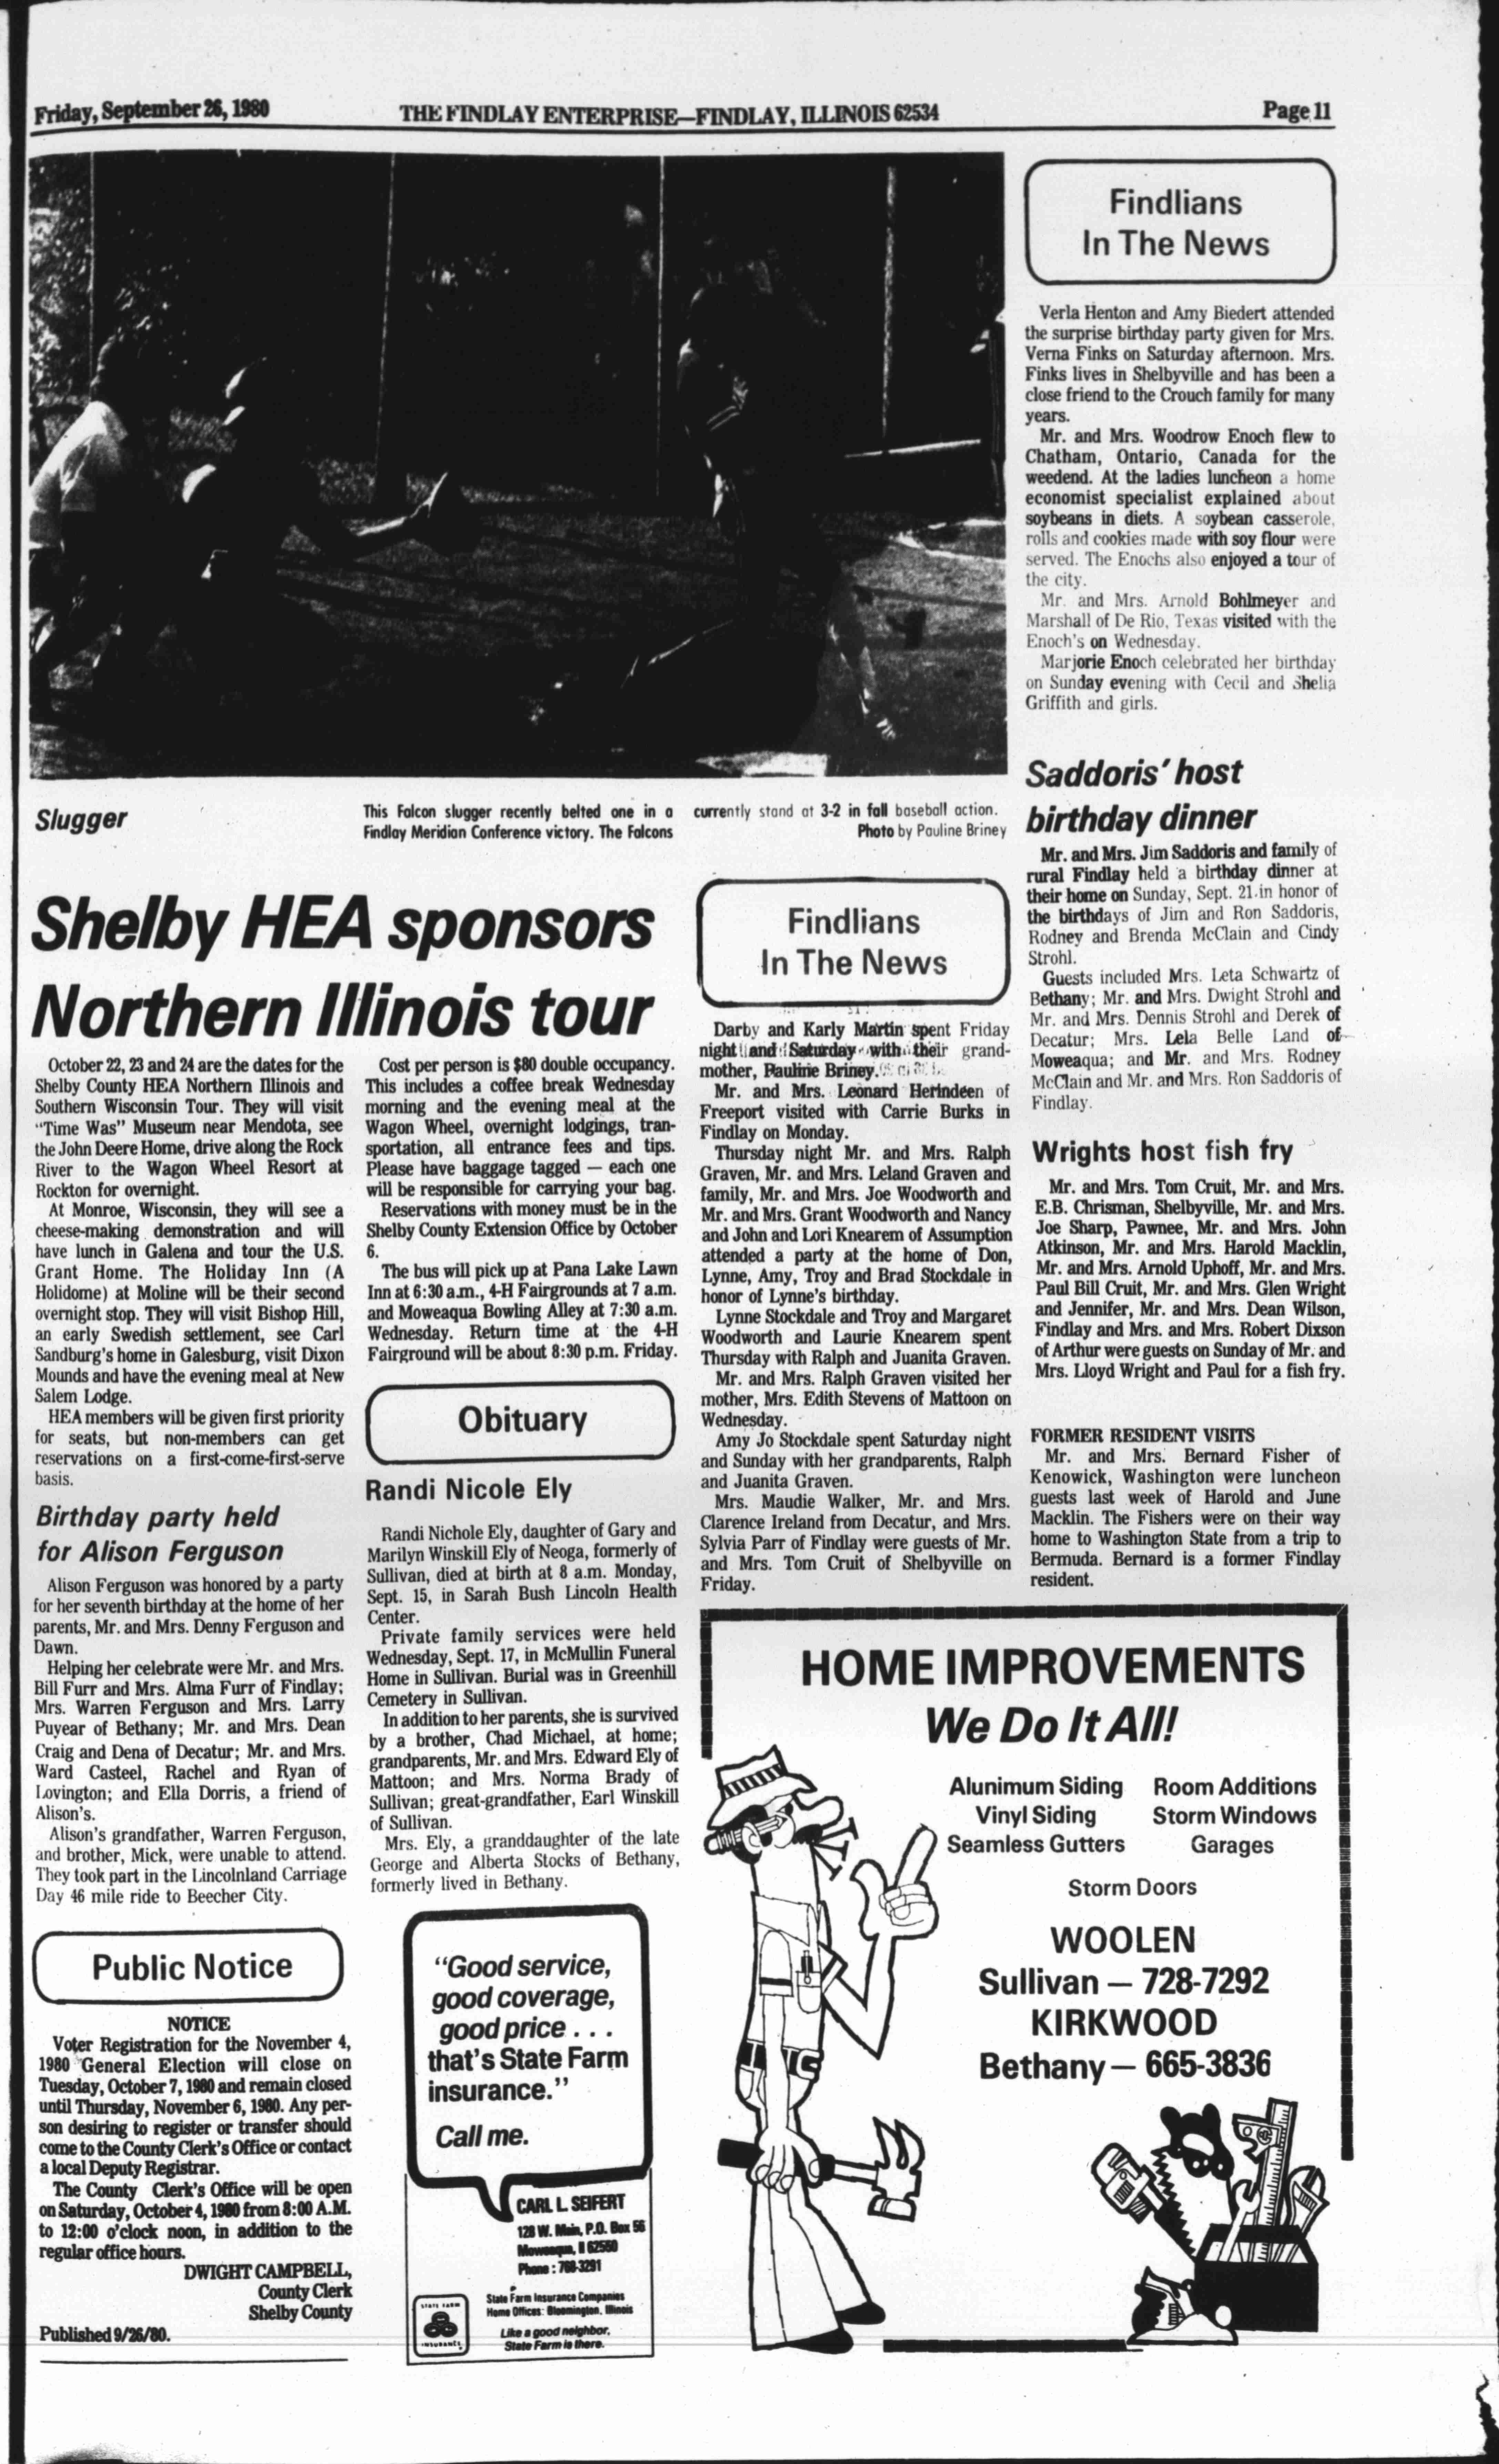 Friday, September 26, 1980
THE FINDLAY ENTERPRISE—FINDLAY, ILLINOIS 62534
Page 11
Slugger
This Falcon slugger recently belted one in a
Findlay Meridian Conference victory. The Falcons
currently stand at 3-2 in fall baseball action.
Photo by Pauline Briney
Shelby HEA sponsors
Northern Illinois tour
October 22, 23 and 24 are the dates for the
Shelby County HEA Northern Illinois and
Southern Wisconsin Tour. They will visit
"Time Was" Museum near Mendota, see
the John Deere Home, drive along the Rock
River to the Wagon Wheel Resort at
Rockton for overnight.
At Monroe, Wisconsin, they will see a
cheese-making demonstration and will
have lunch in Galena and tour the U.S.
Grant Home. The Holiday Inn (A
Holidome) at Moline will be their second
overnight stop. They will visit Bishop Hill,
an early Swedish settlement, see Carl
Sandburg's home in Galesburg, visit Dixon
Mounds and have the evening meal at New
Salem Lodge.
HEA members will be given first priority
for seats, but non-members can get
reservations on a first-come-first-serve
basis.
Cost per person is $80 double occupancy.
This includes a coffee break Wednesday
morning and the evening meal at the
Wagon Wheel, overnight lodgings, tran-
sportation, all entrance fees and tips.
Please have baggage tagged — each one
will be responsible for carrying your bag.
Reservations with money must be in the
Shelby County Extension Office by October
6.
The bus will pick up at Pana Lake Lawn
Inn at 6:30 a.m., 4-H Fairgrounds at 7 a.m.
and Moweaqua Bowling Alley at 7:30 a.m.
Wednesday. Return time at the 4-H
Fairground will be about 8:30 p.m. Friday.
Birthday party held
for Alison Ferguson
Alison Ferguson was honored by a party
for her seventh birthday at the home of her
parents, Mr. and Mrs. Denny Ferguson and
Dawn.
Helping her celebrate were Mr. and Mrs.
Bill Furr and Mrs. Alma Furr of Findlay;
Mrs. Warren Ferguson and Mrs. Larry
Puyear of Bethany; Mr. and Mrs. Dean
Craig and Dena of Decatur; Mr. and Mrs.
Ward Casteel, Rachel and Ryan of
Lovington; and Ella Dorris, a friend of
Alison's.
Alison's grandfather, Warren Ferguson,
and brother, Mick, were unable to attend.
They took part in the Lincolnland Carriage
Day 46 mile ride to Beecher City.
Public Notice
NOTICE
Voter Registration for the November 4,
1980 General Election will close on
Tuesday, October 7, 1980 and remain closed
until Thursday, November 6, 1980. Any per-
son desiring to register or transfer should
come to the County Clerk's Office or contact
a local Deputy Registrar.
The County Clerk's Office will be open
on Saturday, October 4, 1980 from 8:00 A.M.
to 12:00 o'clock noon, in addition to the
regular office hours.
DWIGHT CAMPBELL,
County Clerk
Shelby County
Published 9/26/80.
Obituary
Randi Nicole Ely
Randi Nichole Ely, daughter of Gary and
Marilyn Winskill Ely of Neoga, formerly of
Sullivan, died at birth at 8 a.m. Monday,
Sept. 15, in Sarah Bush Lincoln Health
Center.
Private family services were held
Wednesday, Sept. 17, in McMullin Funeral
Home in Sullivan. Burial was in Greenhill
Cemetery in Sullivan.
In addition to her parents, she is survived
by a brother, Chad Michael, at home;
grandparents, Mr. and Mrs. Edward Ely of
Mattoon; and Mrs. Norma Brady of
Sullivan; great-grandfather, Earl Winskill
of Sullivan.
Mrs. Ely, a granddaughter of the late
George and Alberta Stocks of Bethany,
formerly lived in Bethany.
"Good service,
good coverage,
good price . . .
that's State Farm
insurance."
Call me.
CARL L. SEIFERT
128 W. Main, P.O. Box 56
Moweaqua, Il 62550
Phone : 768-3291
State Farm Insurance Companies
Home Offices: Bloomington, Illinois
Like a good neighbor,
State Farm is there.
STATE FARM
INSURANCE
Findlians
In The News
Darby and Karly Martin spent Friday
night and Saturday with their grand-
mother, Pauline Briney.
Mr. and Mrs. Leonard Herindeen of
Freeport visited with Carrie Burks in
Findlay on Monday.
Thursday night Mr. and Mrs. Ralph
Graven, Mr. and Mrs. Leland Graven and
family, Mr. and Mrs. Joe Woodworth and
Mr. and Mrs. Grant Woodworth and Nancy
and John and Lori Knearem of Assumption
attended a party at the home of Don,
Lynne, Amy, Troy and Brad Stockdale in
honor of Lynne's birthday.
Lynne Stockdale and Troy and Margaret
Woodworth and Laurie Knearem spent
Thursday with Ralph and Juanita Graven.
Mr. and Mrs. Ralph Graven visited her
mother, Mrs. Edith Stevens of Mattoon on
Wednesday.
Amy Jo Stockdale spent Saturday night
and Sunday with her grandparents, Ralph
and Juanita Graven.
Mrs. Maudie Walker, Mr. and Mrs.
Clarence Ireland from Decatur, and Mrs.
Sylvia Parr of Findlay were guests of Mr.
and Mrs. Tom Cruit of Shelbyville on
Friday.
Findlians
In The News
Verla Henton and Amy Biedert attended
the surprise birthday party given for Mrs.
Verna Finks on Saturday afternoon. Mrs.
Finks lives in Shelbyville and has been a
close friend to the Crouch family for many
years.
Mr. and Mrs. Woodrow Enoch flew to
Chatham, Ontario, Canada for the
weedend. At the ladies luncheon a home
economist specialist explained about
soybeans in diets. A soybean casserole,
rolls and cookies made with soy flour were
served. The Enochs also enjoyed a tour of
the city.
Mr. and Mrs. Arnold Bohlmeyer and
Marshall of De Rio, Texas visited with the
Enoch's on Wednesday.
Marjorie Enoch celebrated her birthday
on Sunday evening with Cecil and Shelia
Griffith and girls.
Saddoris' host
birthday dinner
Mr. and Mrs. Jim Saddoris and family of
rural Findlay held a birthday dinner at
their home on Sunday, Sept. 21 in honor of
the birthdays of Jim and Ron Saddoris,
Rodney and Brenda McClain and Cindy
Strohl.
Guests included Mrs. Leta Schwartz of
Bethany; Mr. and Mrs. Dwight Strohl and
Mr. and Mrs. Dennis Strohl and Derek of
Decatur; Mrs. Lela Belle Land of
Moweaqua; and Mr. and Mrs. Rodney
McClain and Mr. and Mrs. Ron Saddoris of
Findlay.
Wrights host fish fry
Mr. and Mrs. Tom Cruit, Mr. and Mrs.
E.B. Chrisman, Shelbyville, Mr. and Mrs.
Joe Sharp, Pawnee, Mr. and Mrs. John
Atkinson, Mr. and Mrs. Harold Macklin,
Mr. and Mrs. Arnold Uphoff, Mr. and Mrs.
Paul Bill Cruit, Mr. and Mrs. Glen Wright
and Jennifer, Mr. and Mrs. Dean Wilson,
Findlay and Mrs. and Mrs. Robert Dixson
of Arthur were guests on Sunday of Mr. and
Mrs. Lloyd Wright and Paul for a fish fry.
FORMER RESIDENT VISITS
Mr. and Mrs. Bernard Fisher of
Kenowick, Washington were luncheon
guests last week of Harold and June
Macklin. The Fishers were on their way
home to Washington State from a trip to
Bermuda. Bernard is a former Findlay
resident.
HOME IMPROVEMENTS
We Do It All!
Alunimum Siding
Vinyl Siding
Seamless Gutters
Room Additions
Storm Windows
Garages
Storm Doors
WOOLEN
Sullivan — 728-7292
KIRKWOOD
Bethany — 665-3836